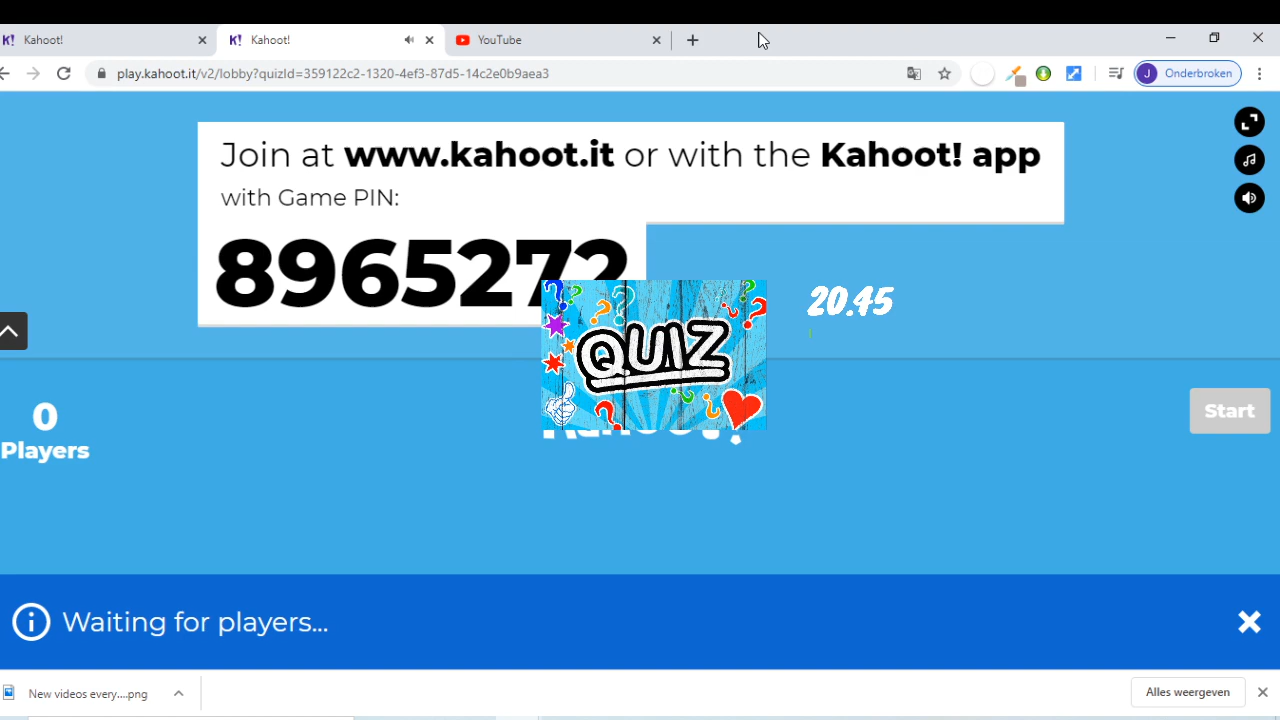 K! Kahoot!
K! Kahoot!
YouTube
play.kahoot.it/v2/lobby?quizId=359122c2-1320-4ef3-87d5-14c2e0b9aea3
J Onderbroken
Join at www.kahoot.it or with the Kahoot! app
with Game PIN:
8965272
20.45
QUIZ
Kahoot!
0
Players
Start
Waiting for players...
New videos every....png
Alles weergeven